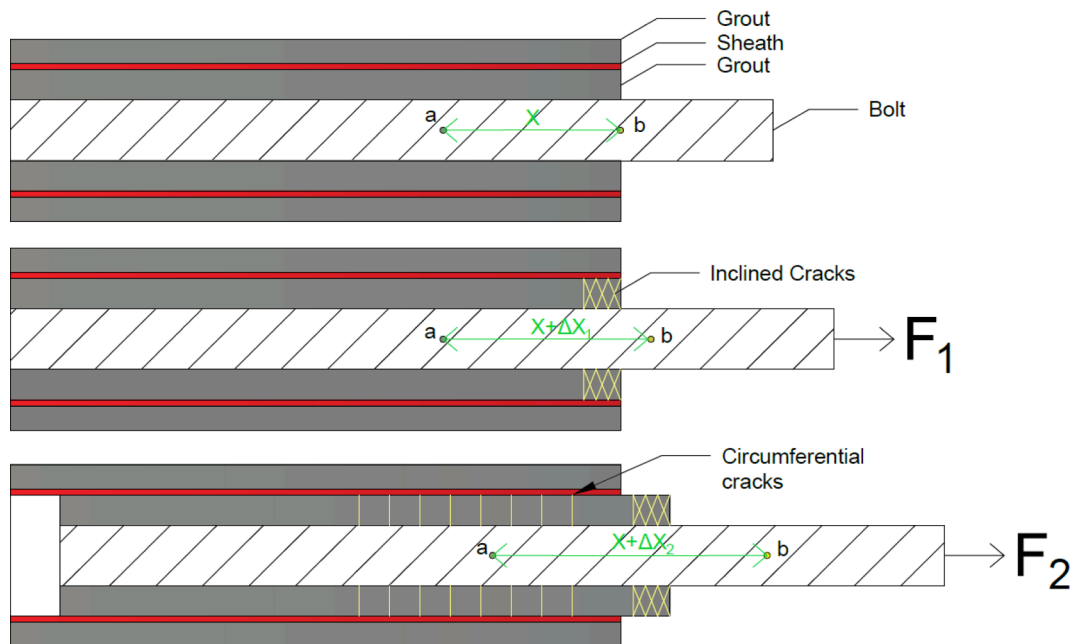 Grout
Sheath
Grout
Bolt
a
X
b
Inclined Cracks
a
X+ΔX₁
b
F₁
Circumferential
cracks
a
X+ΔX₂
b
F₂